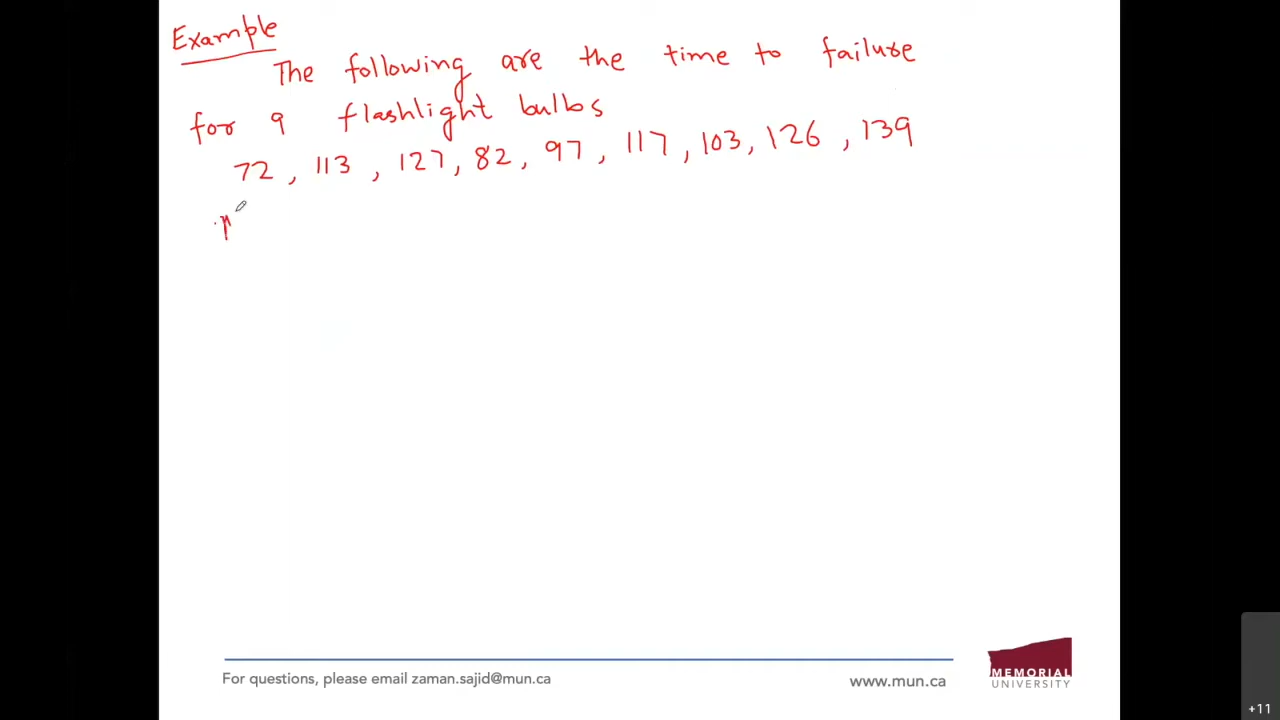 Example
The following are the time to failure
for 9 flashlight bulbs
72, 113, 127, 82, 97, 117, 103, 126, 139
For questions, please email zaman.sajid@mun.ca
www.mun.ca
MEMORIAL
UNIVERSITY
+11